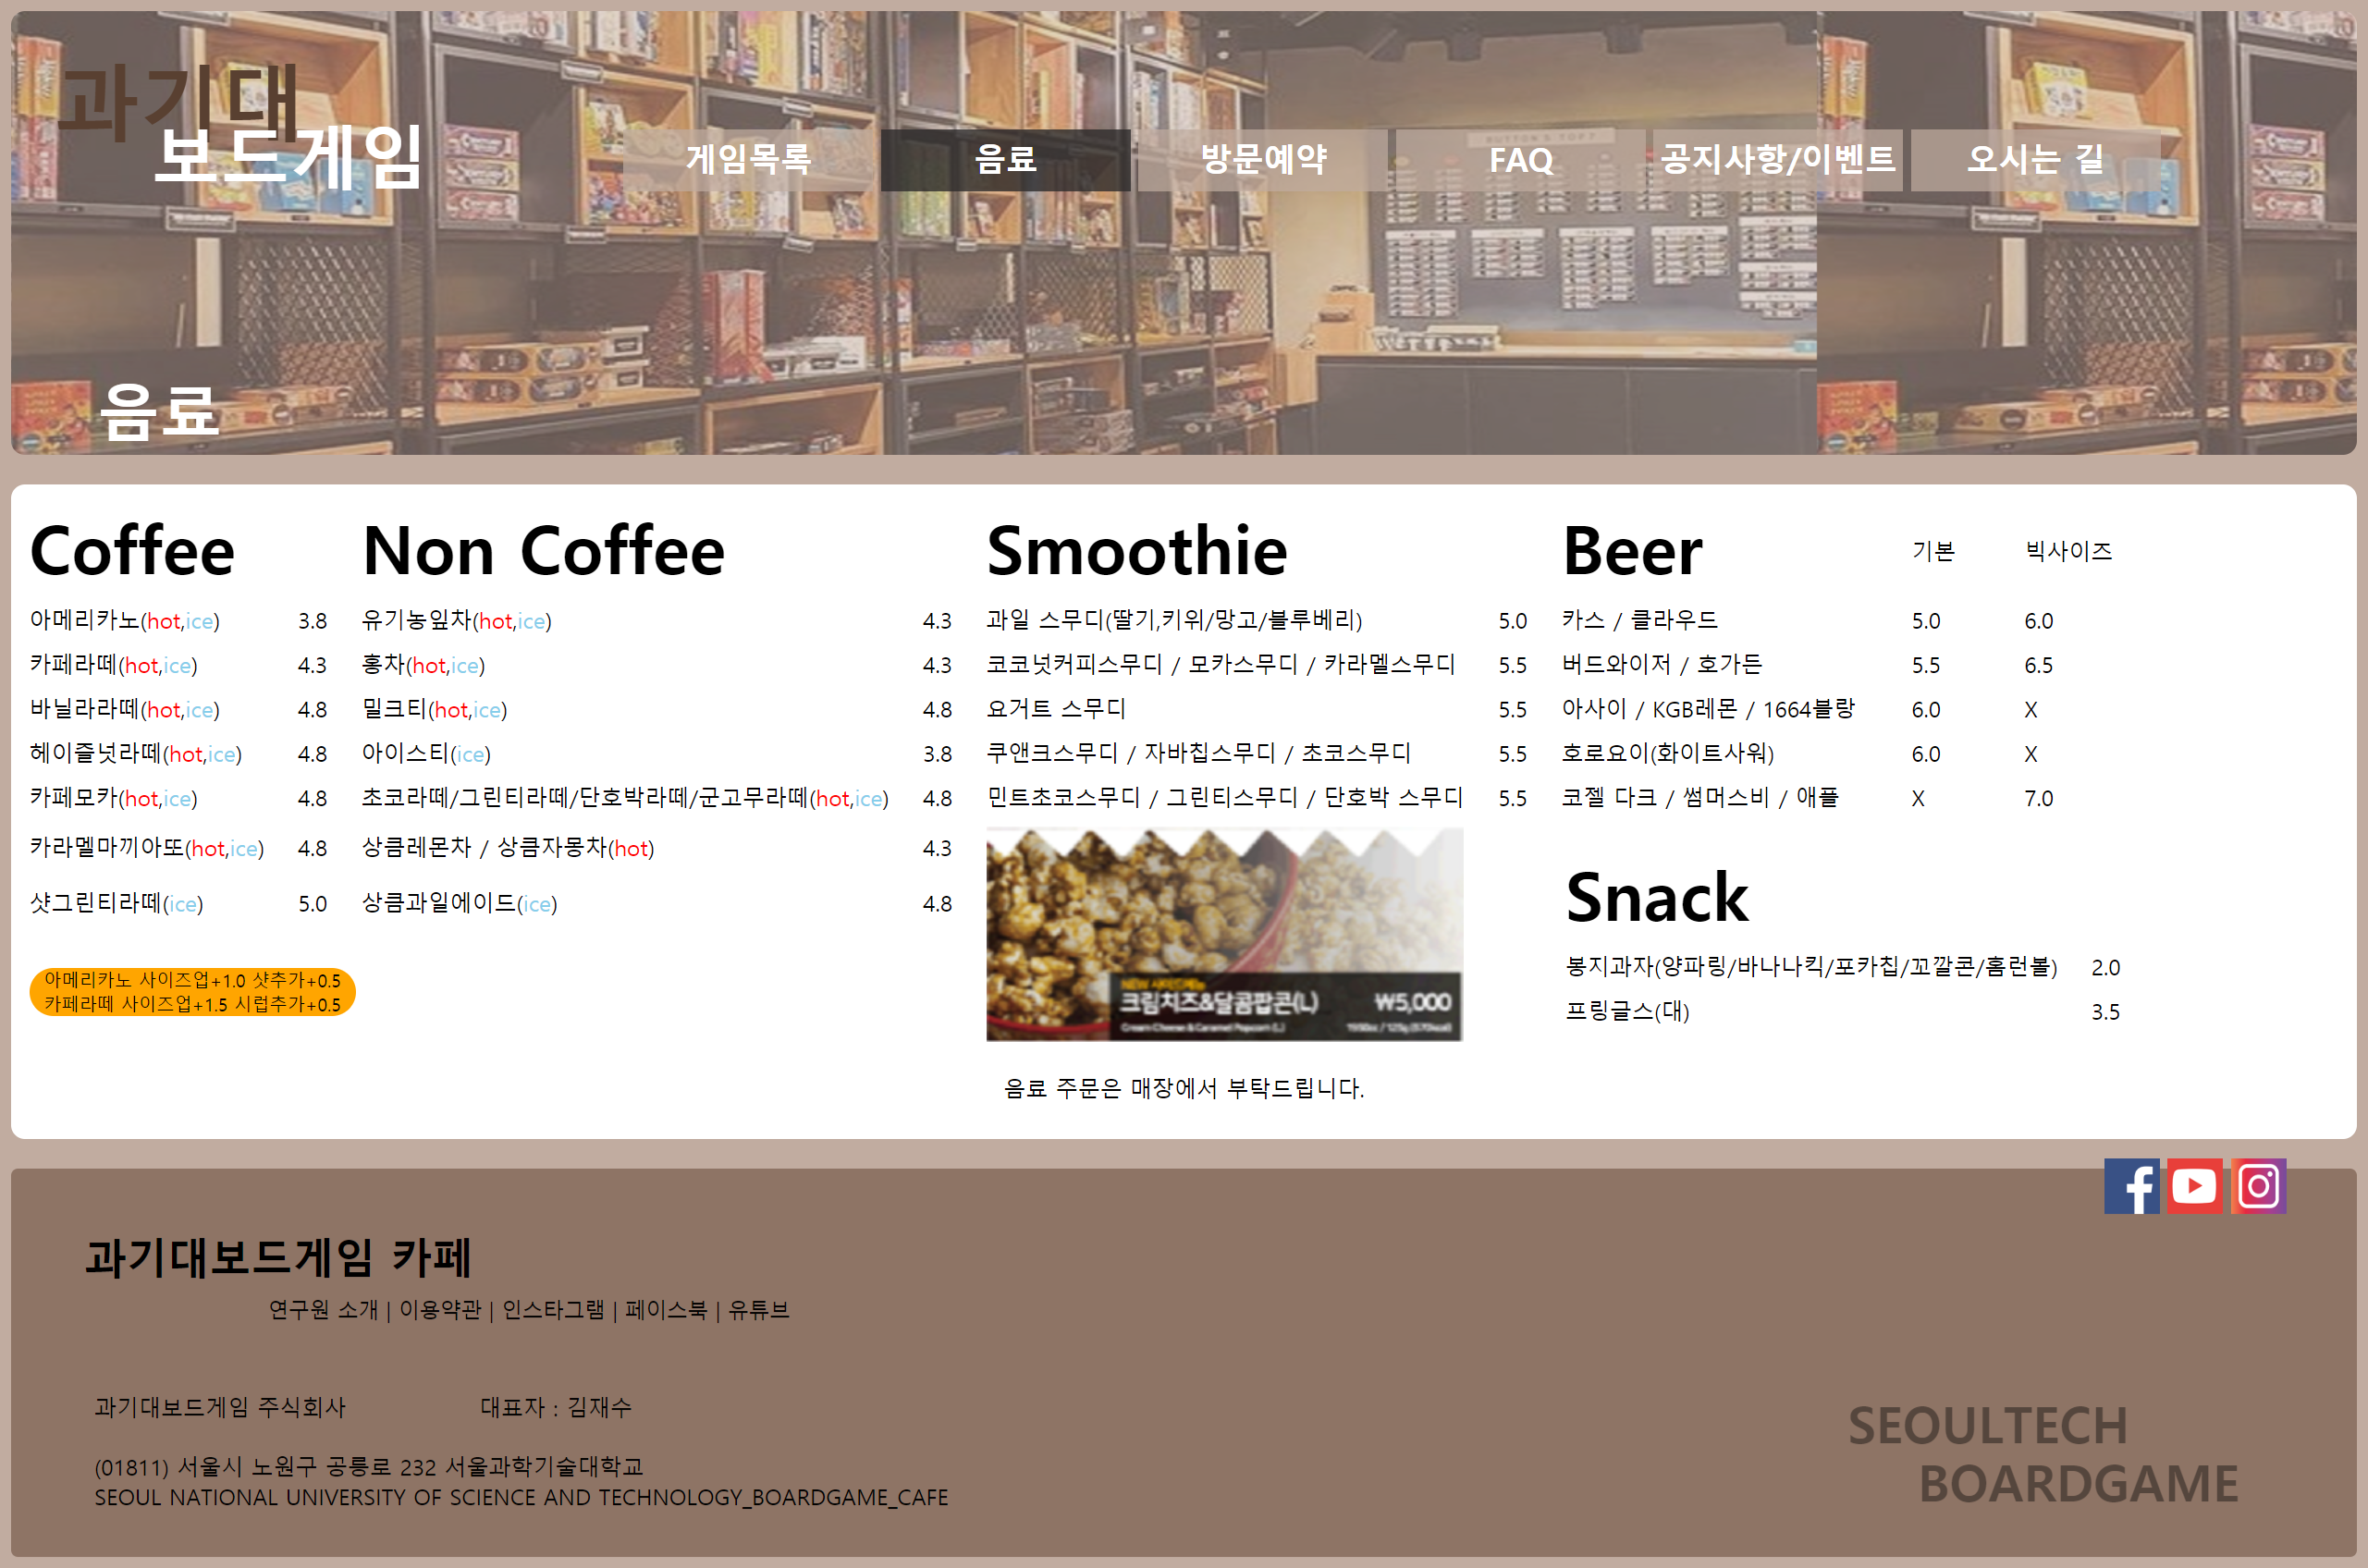 과기대
보드게임
게임목록 음료 방문예약 FAQ 공지사항/이벤트 오시는 길
음료
Coffee
아메리카노(hot,ice) 3.8
카페라떼(hot,ice) 4.3
바닐라라떼(hot,ice) 4.8
헤이즐넛라떼(hot,ice) 4.8
카페모카(hot,ice) 4.8
카라멜마끼아또(hot,ice) 4.8
샷그린티라떼(ice) 5.0
아메리카노 사이즈업+1.0 샷추가+0.5
카페라떼 사이즈업+1.5 시럽추가+0.5
Non Coffee
유기농잎차(hot,ice) 4.3
홍차(hot,ice) 4.3
밀크티(hot,ice) 4.8
아이스티(ice) 3.8
초코라떼/그린티라떼/단호박라떼/군고무라떼(hot,ice) 4.8
상큼레몬차 / 상큼자몽차(hot) 4.3
상큼과일에이드(ice) 4.8
Smoothie
과일 스무디(딸기,키위/망고/블루베리) 5.0
코코넛커피스무디 / 모카스무디 / 카라멜스무디 5.5
요거트 스무디 5.5
쿠앤크스무디 / 자바칩스무디 / 초코스무디 5.5
민트초코스무디 / 그린티스무디 / 단호박 스무디 5.5
NEW 사이드메뉴
크림치즈&달콤팝콘(L) ₩5,000
Cream Cheese & Caramel Popcorn (L)
음료 주문은 매장에서 부탁드립니다.
Beer 기본 빅사이즈
카스 / 클라우드 5.0 6.0
버드와이저 / 호가든 5.5 6.5
아사이 / KGB레몬 / 1664블랑 6.0 X
호로요이(화이트사워) 6.0 X
코젤 다크 / 썸머스비 / 애플 X 7.0
Snack
봉지과자(양파링/바나나킥/포카칩/꼬깔콘/홈런볼) 2.0
프링글스(대) 3.5
과기대보드게임 카페
연구원 소개 | 이용약관 | 인스타그램 | 페이스북 | 유튜브
과기대보드게임 주식회사 대표자 : 김재수
(01811) 서울시 노원구 공릉로 232 서울과학기술대학교
SEOUL NATIONAL UNIVERSITY OF SCIENCE AND TECHNOLOGY_BOARDGAME_CAFE
SEOULTECH
BOARDGAME